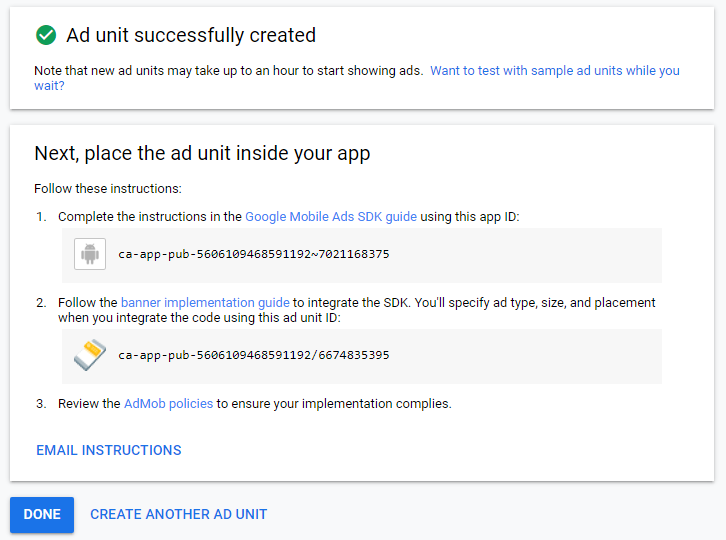 Ad unit successfully created
Note that new ad units may take up to an hour to start showing ads. Want to test with sample ad units while you
wait?
Next, place the ad unit inside your app
Follow these instructions:
1. Complete the instructions in the Google Mobile Ads SDK guide using this app ID:
ca-app-pub-5606109468591192~7021168375
2. Follow the banner implementation guide to integrate the SDK. You'll specify ad type, size, and placement
when you integrate the code using this ad unit ID:
ca-app-pub-5606109468591192/6674835395
3. Review the AdMob policies to ensure your implementation complies.
EMAIL INSTRUCTIONS
DONE CREATE ANOTHER AD UNIT